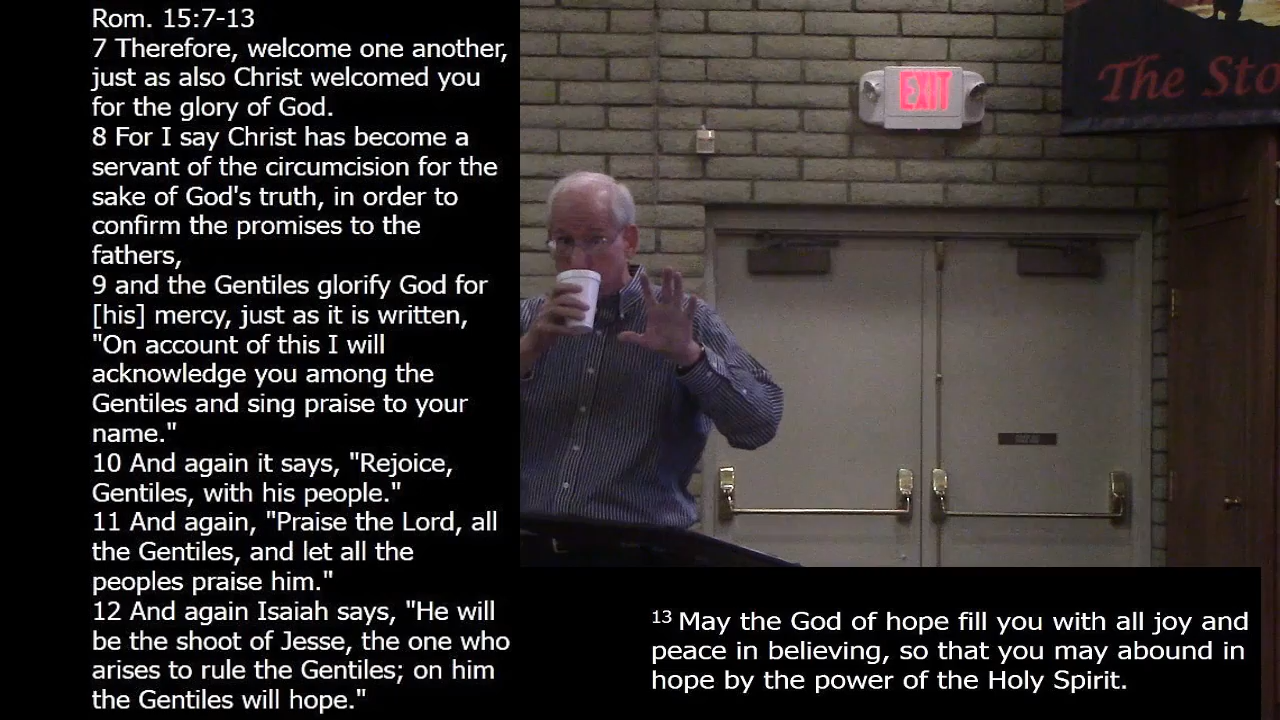 Rom. 15:7-13
7 Therefore, welcome one another,
just as also Christ welcomed you
for the glory of God.
8 For I say Christ has become a
servant of the circumcision for the
sake of God's truth, in order to
confirm the promises to the
fathers,
9 and the Gentiles glorify God for
[his] mercy, just as it is written,
"On account of this I will
acknowledge you among the
Gentiles and sing praise to your
name."
10 And again it says, "Rejoice,
Gentiles, with his people."
11 And again, "Praise the Lord, all
the Gentiles, and let all the
peoples praise him."
12 And again Isaiah says, "He will
be the shoot of Jesse, the one who
arises to rule the Gentiles; on him
the Gentiles will hope."
EXIT
The Sto
13 May the God of hope fill you with all joy and
peace in believing, so that you may abound in
hope by the power of the Holy Spirit.